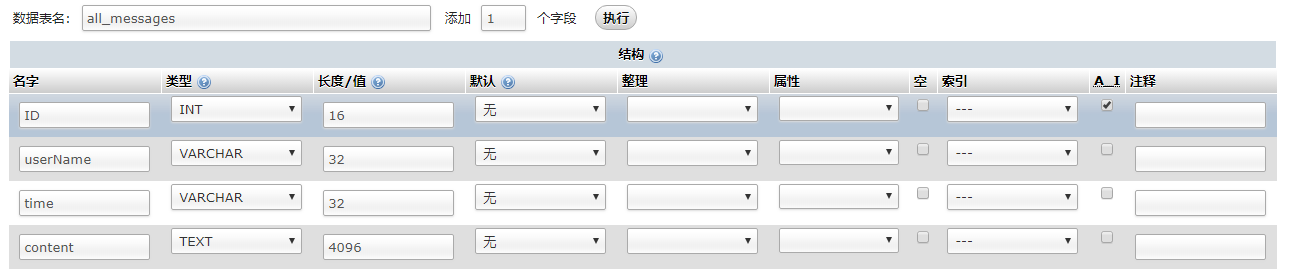 数据表名: all_messages 添加 1 个字段 执行
结构
名字 类型 长度/值 默认 整理 属性 空 索引 A_I 注释
ID INT 16 无 ---
userName VARCHAR 32 无 ---
time VARCHAR 32 无 ---
content TEXT 4096 无 ---